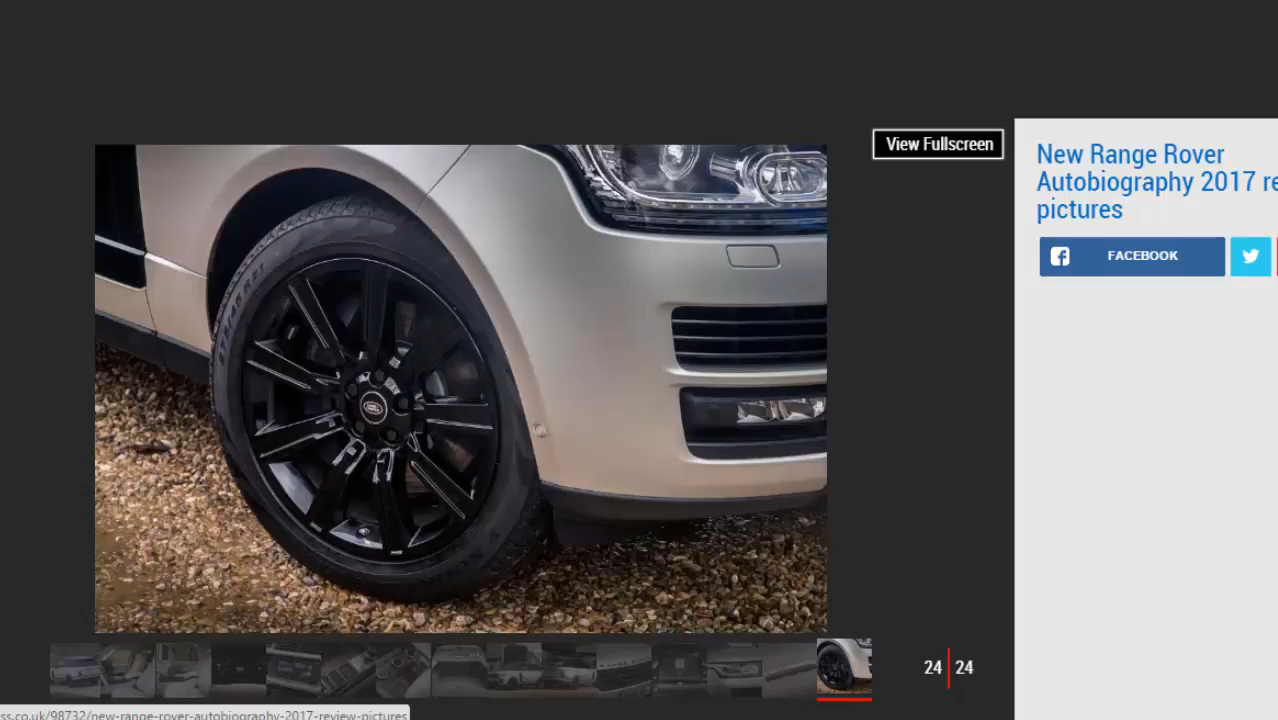 View Fullscreen
New Range Rover
Autobiography 2017 re
pictures
FACEBOOK
24 24
ss.co.uk/98732/new-range-rover-autobiography-2017-review-pictures